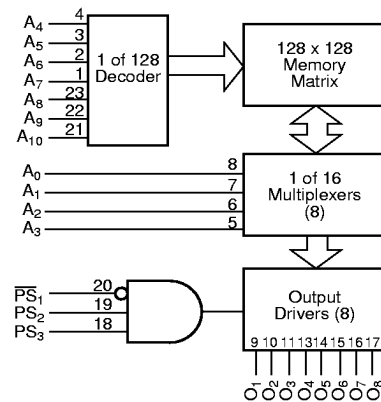 A4 4
A5 3
A6 2
A7 1
A8 23
A9 22
A10 21
1 of 128
Decoder
128 x 128
Memory
Matrix
A0 8
A1 7
A2 6
A3 5
1 of 16
Multiplexers
(8)
PS1 20
PS2 19
PS3 18
Output
Drivers (8)
9 10 11 13 14 15 16 17
O1 O2 O3 O4 O5 O6 O7 O8